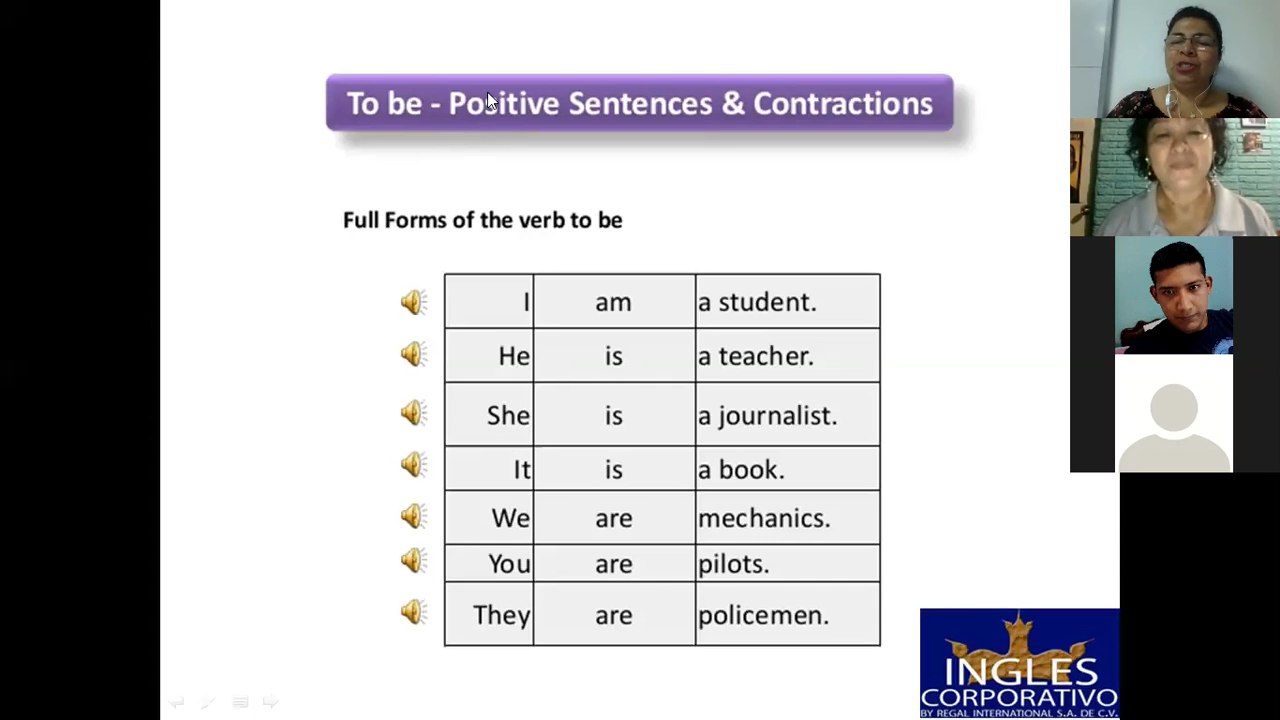 To be - Positive Sentences & Contractions
Full Forms of the verb to be
I am a student.
He is a teacher.
She is a journalist.
It is a book.
We are mechanics.
You are pilots.
They are policemen.
INGLES
CORPORATIVO
BY REGAL INTERNATIONAL S.A. DE C.V.